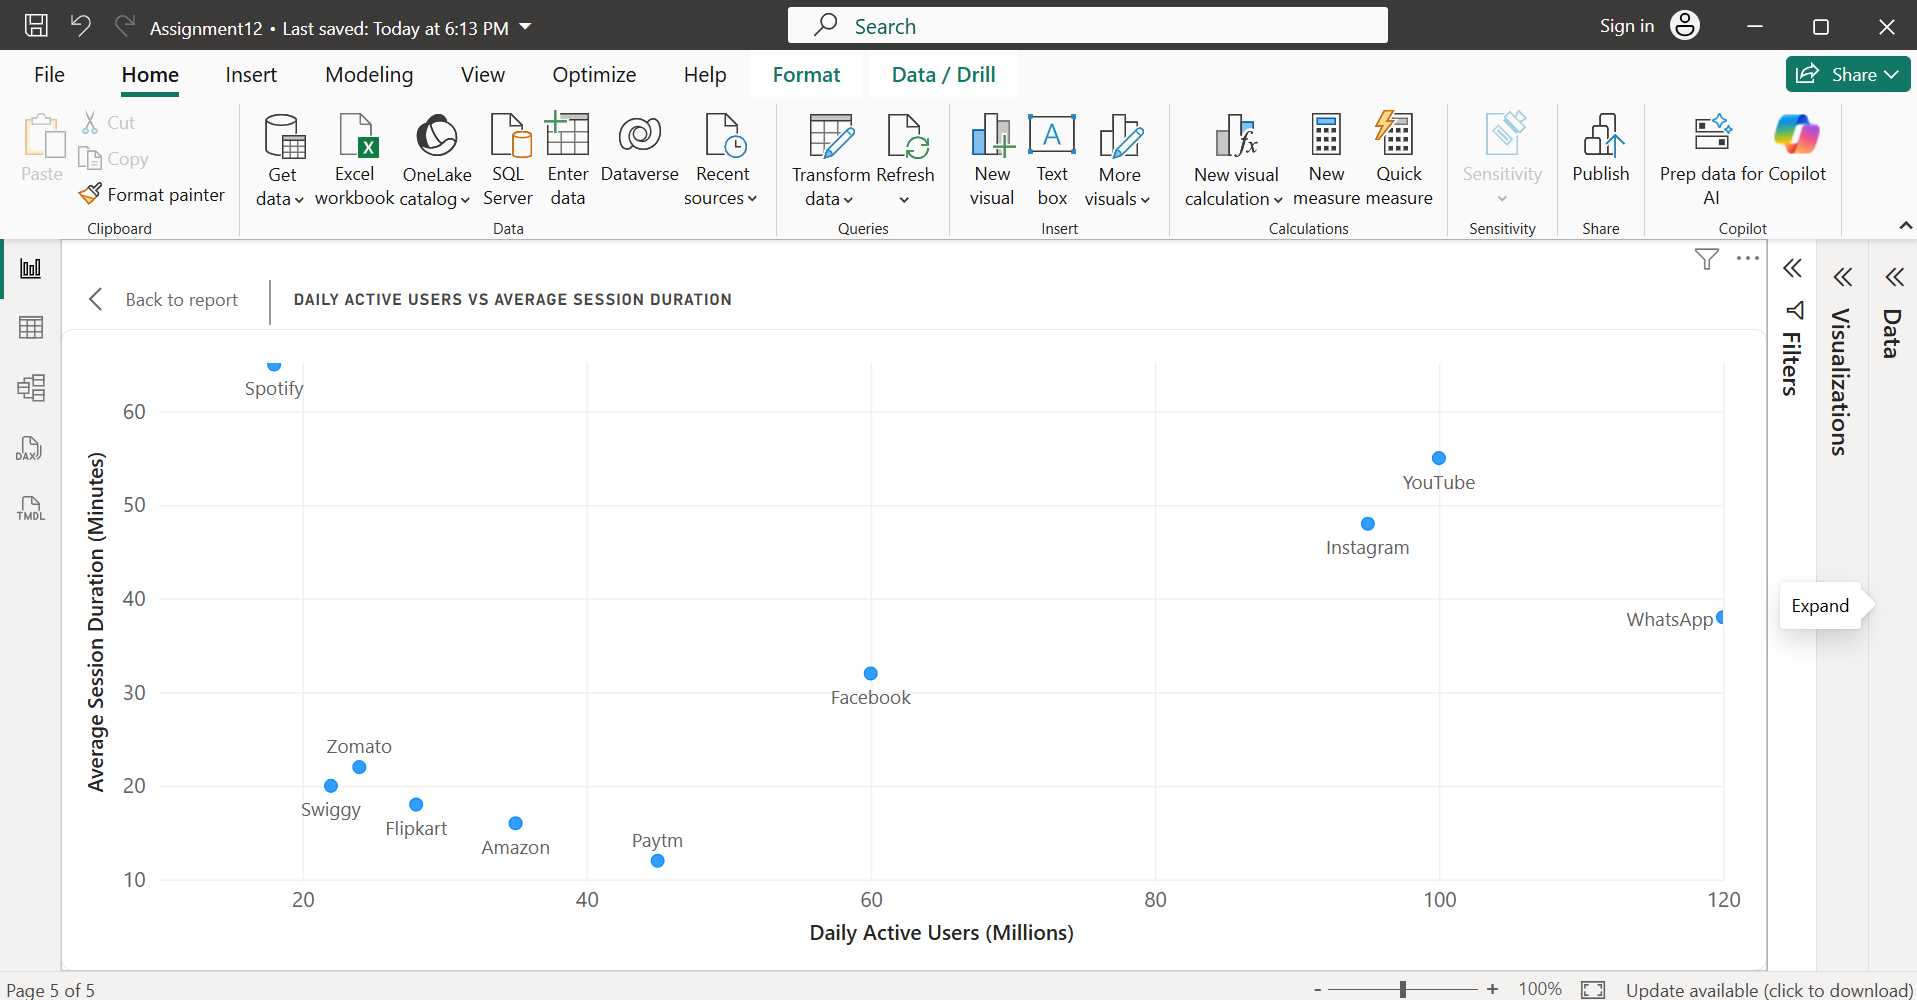 Assignment12 • Last saved: Today at 6:13 PM
Search
Sign in
File
Home
Insert
Modeling
View
Optimize
Help
Format
Data / Drill
Share
Paste
Cut
Copy
Format painter
Clipboard
Get data
Excel workbook
OneLake catalog
SQL Server
Enter data
Dataverse
Recent sources
Data
Transform data
Refresh
Queries
New visual
Text box
More visuals
Insert
New visual calculation
New measure
Quick measure
Calculations
Sensitivity
Sensitivity
Publish
Share
Prep data for AI
Copilot
Copilot
Back to report
DAILY ACTIVE USERS VS AVERAGE SESSION DURATION
DAX
TMDL
Average Session Duration (Minutes)
60
50
40
30
20
10
Spotify
YouTube
Instagram
WhatsApp
Facebook
Zomato
Swiggy
Flipkart
Amazon
Paytm
20
40
60
80
100
120
Daily Active Users (Millions)
Filters
Visualizations
Data
Expand
Page 5 of 5
- +
100%
Update available (click to download)